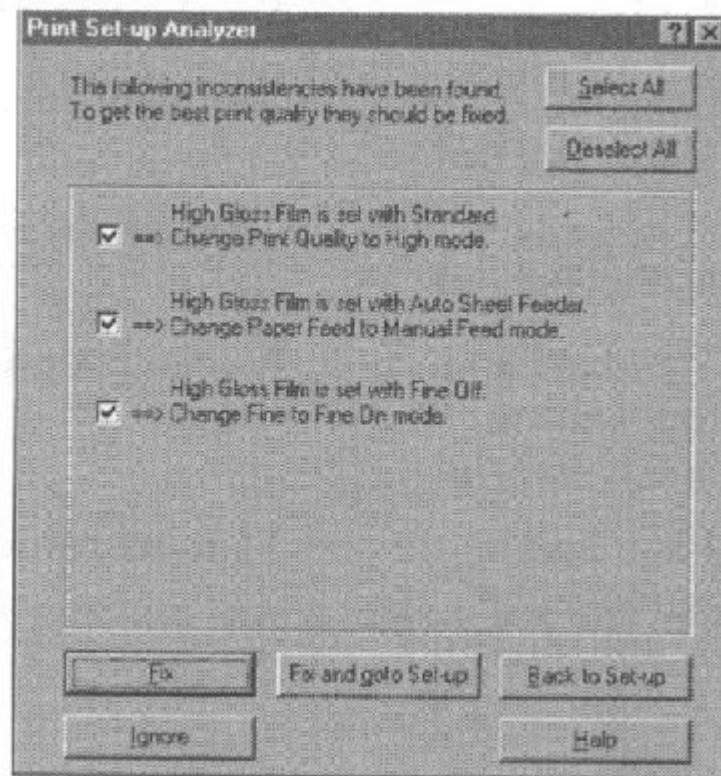 Print Set-up Analyzer
The following inconsistencies have been found.
To get the best print quality they should be fixed.
Select All
Deselect All
High Gloss Film is set with Standard.
==> Change Print Quality to High mode.
High Gloss Film is set with Auto Sheet Feeder.
==> Change Paper Feed to Manual Feed mode.
High Gloss Film is set with Fine Off.
==> Change Fine to Fine On mode.
Fix
Fix and goto Set-up
Back to Set-up
Ignore
Help